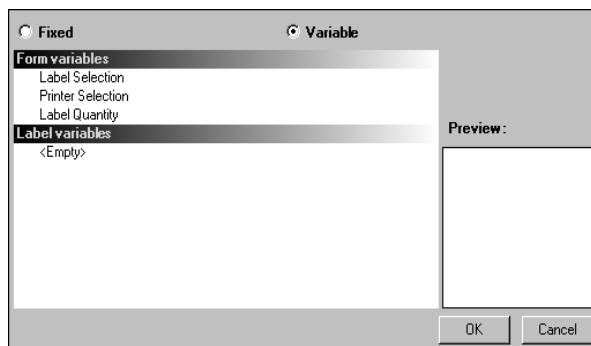 Fixed Variable
Form variables
Label Selection
Printer Selection
Label Quantity
Label variables
<Empty>
Preview:
OK Cancel